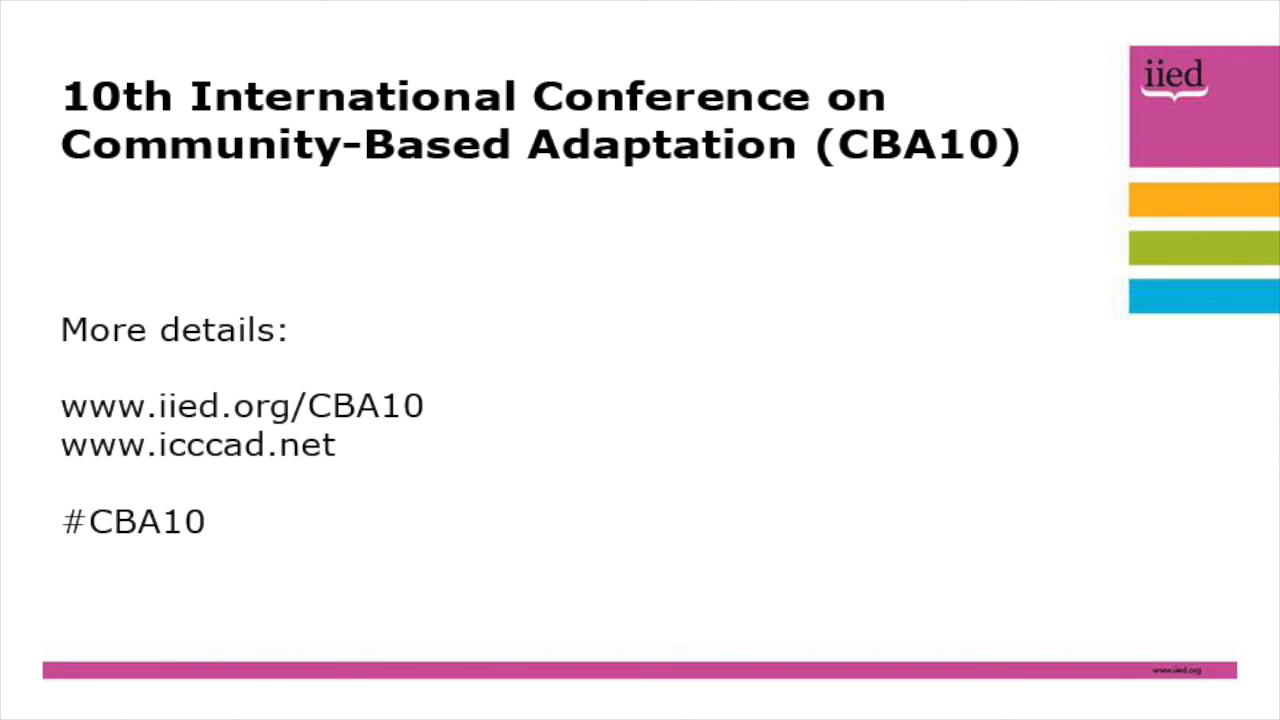 10th International Conference on
Community-Based Adaptation (CBA10)
iied
More details:
www.iied.org/CBA10
www.icccad.net
#CBA10
www.iied.org